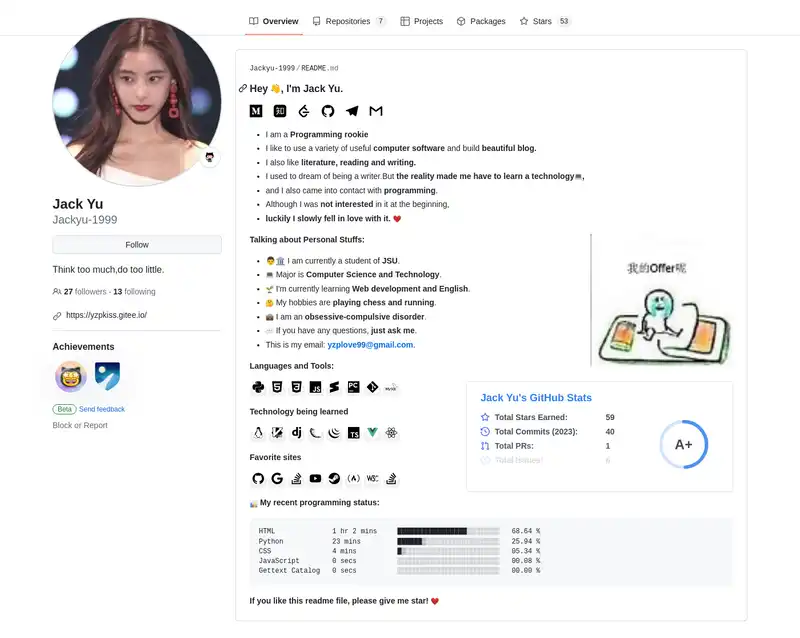 Overview
Repositories 7
Projects
Packages
Stars 53
Jackyu-1999/README.md
Hey 👋, I'm Jack Yu.
I am a Programming rookie
I like to use a variety of useful computer software and build beautiful blog.
I also like literature, reading and writing.
I used to dream of being a writer.But the reality made me have to learn a technology💻,
and I also came into contact with programming.
Although I was not interested in it at the beginning,
luckily I slowly fell in love with it. ❤️
Jack Yu
Jackyu-1999
Follow
Think too much,do too little.
27 followers · 13 following
https://yzpkiss.gitee.io/
Achievements
Beta Send feedback
Block or Report
Talking about Personal Stuffs:
👨🏛️ I am currently a student of JSU.
💻 Major is Computer Science and Technology.
🌱 I'm currently learning Web development and English.
🤗 My hobbies are playing chess and running.
💼 I am an obsessive-compulsive disorder.
💬 If you have any questions, just ask me.
This is my email: yzplove99@gmail.com.
我的Offer呢
Languages and Tools:
JS
PC
MySQL
Technology being learned
dj
TS
Favorite sites
W3C
Jack Yu's GitHub Stats
Total Stars Earned: 59
Total Commits (2023): 40
Total PRs: 1
Total Issues: 6
A+
📊 My recent programming status:
HTML 1 hr 2 mins 68.64 %
Python 23 mins 25.94 %
CSS 4 mins 05.34 %
JavaScript 0 secs 00.08 %
Gettext Catalog 0 secs 00.00 %
If you like this readme file, please give me star! ❤️